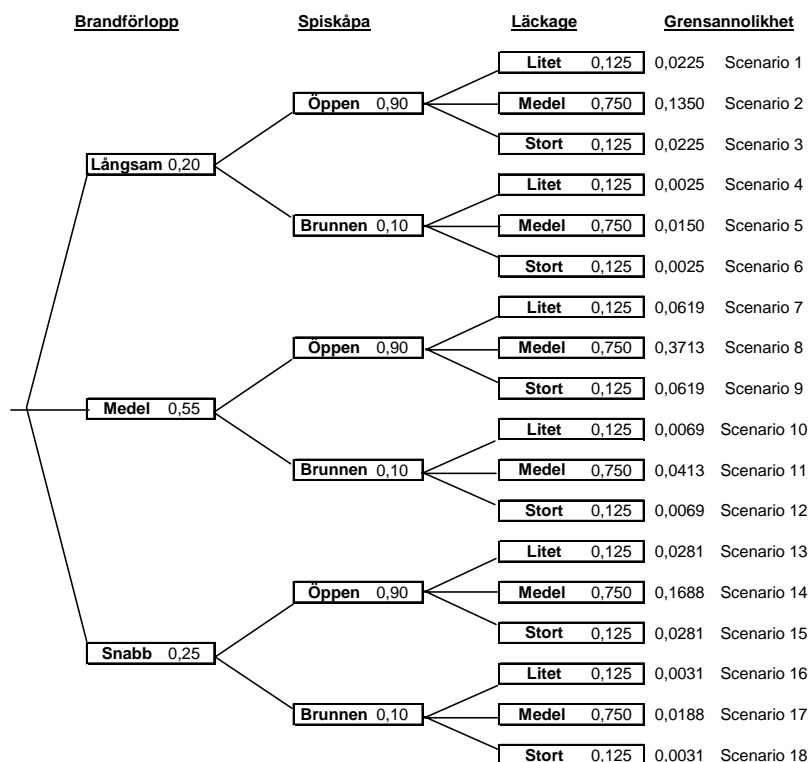 Brandförlopp Spiskåpa Läckage Grensannolikhet
Litet 0,125 0,0225 Scenario 1
Öppen 0,90 Medel 0,750 0,1350 Scenario 2
Stort 0,125 0,0225 Scenario 3
Långsam 0,20
Litet 0,125 0,0025 Scenario 4
Brunnen 0,10 Medel 0,750 0,0150 Scenario 5
Stort 0,125 0,0025 Scenario 6
Litet 0,125 0,0619 Scenario 7
Öppen 0,90 Medel 0,750 0,3713 Scenario 8
Stort 0,125 0,0619 Scenario 9
Medel 0,55
Litet 0,125 0,0069 Scenario 10
Brunnen 0,10 Medel 0,750 0,0413 Scenario 11
Stort 0,125 0,0069 Scenario 12
Litet 0,125 0,0281 Scenario 13
Öppen 0,90 Medel 0,750 0,1688 Scenario 14
Stort 0,125 0,0281 Scenario 15
Snabb 0,25
Litet 0,125 0,0031 Scenario 16
Brunnen 0,10 Medel 0,750 0,0188 Scenario 17
Stort 0,125 0,0031 Scenario 18